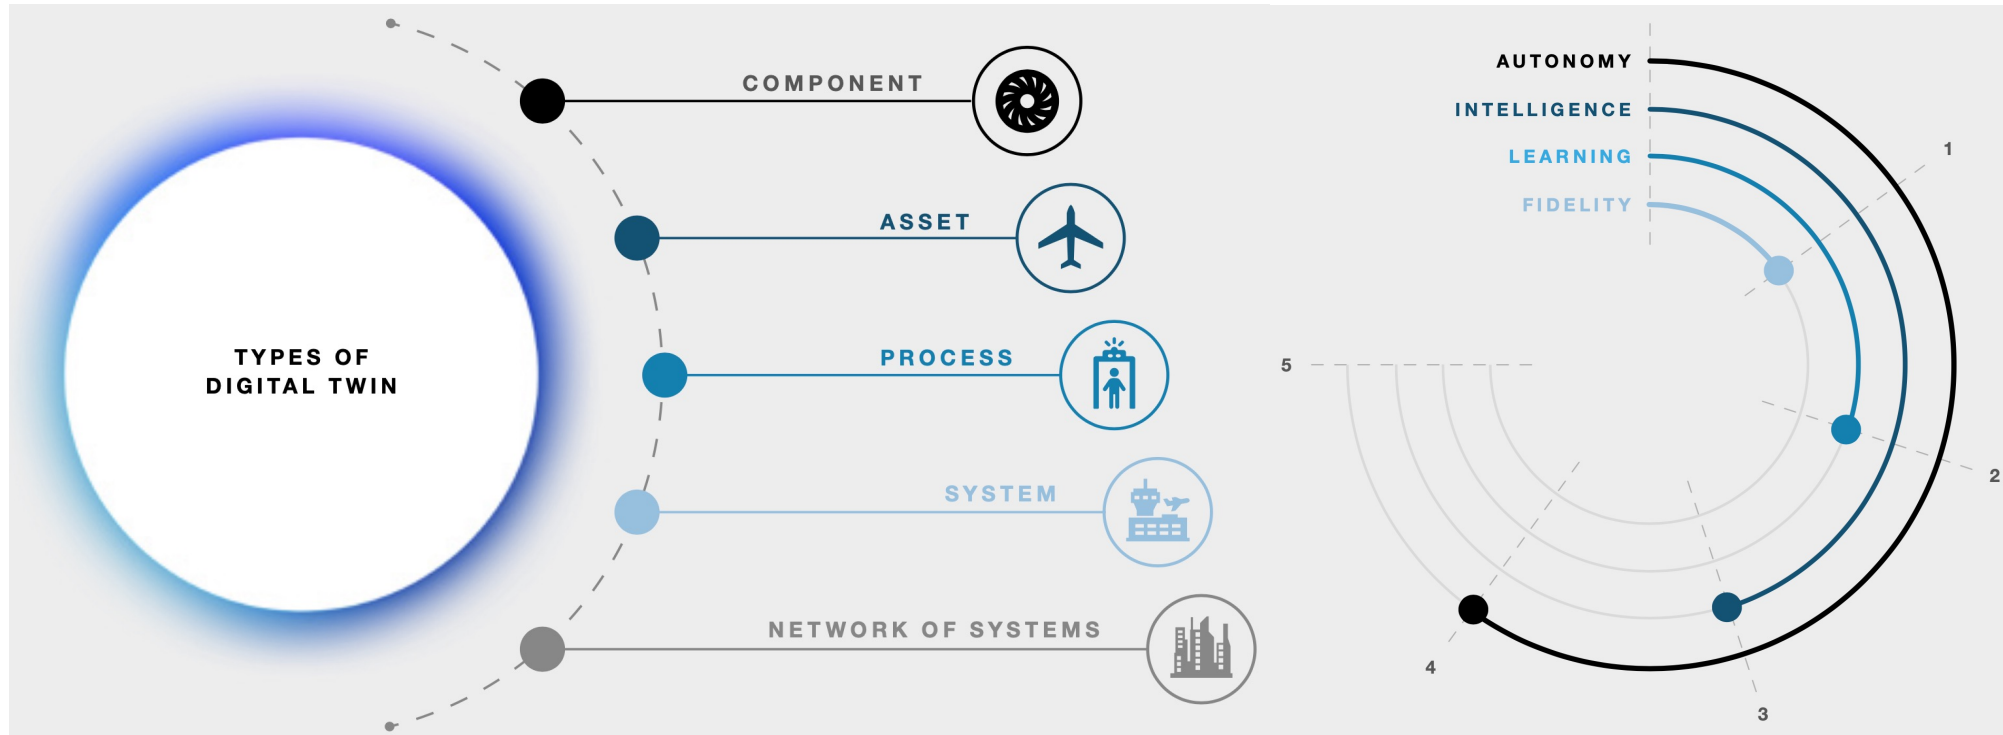 TYPES OF
DIGITAL TWIN
COMPONENT
ASSET
PROCESS
SYSTEM
NETWORK OF SYSTEMS
AUTONOMY
INTELLIGENCE
LEARNING
FIDELITY
1
2
3
4
5